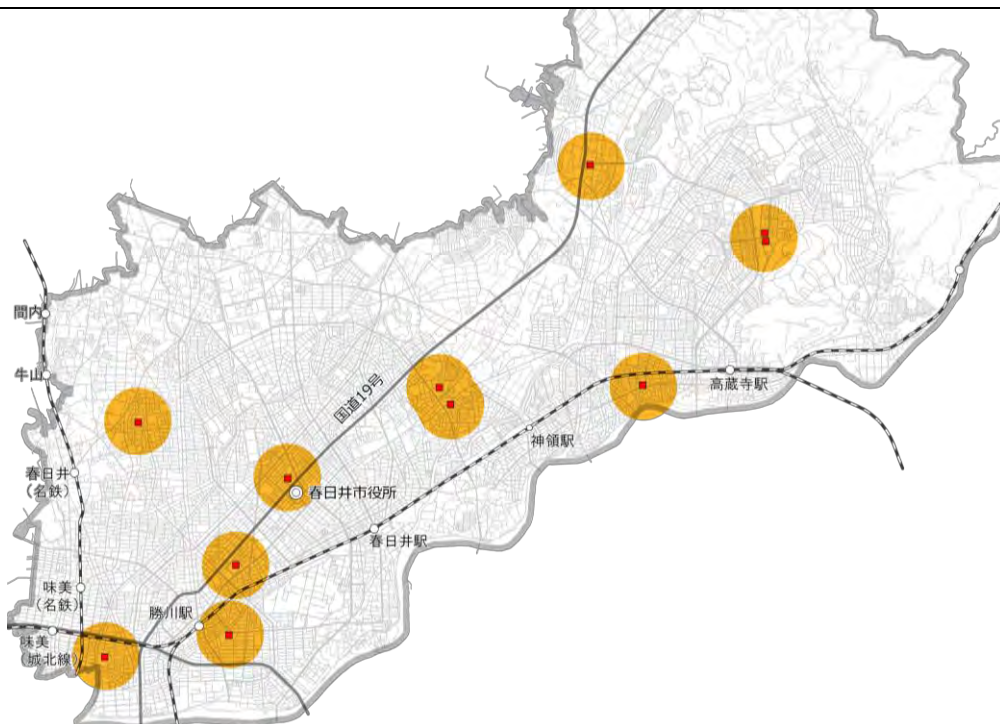 間内
牛山
国道19号
高蔵寺駅
神領駅
春日井
(名鉄)
春日井市役所
春日井駅
味美
(名鉄)
勝川駅
味美
(城北線)